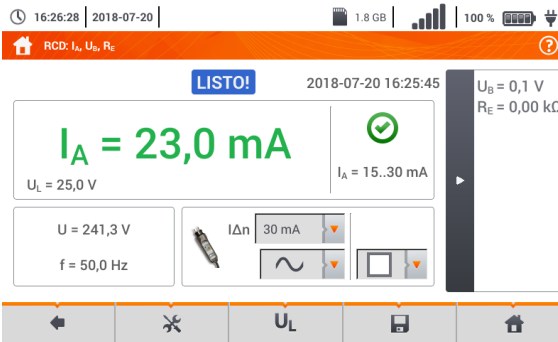 16:26:28 2018-07-20 1.8 GB 100 %
RCD: IA, UB, RE
LISTO! 2018-07-20 16:25:45
IA = 23,0 mA
UL = 25,0 V
IA = 15..30 mA
UB = 0,1 V
RE = 0,00 kΩ
U = 241,3 V
f = 50,0 Hz
IΔn 30 mA
UL